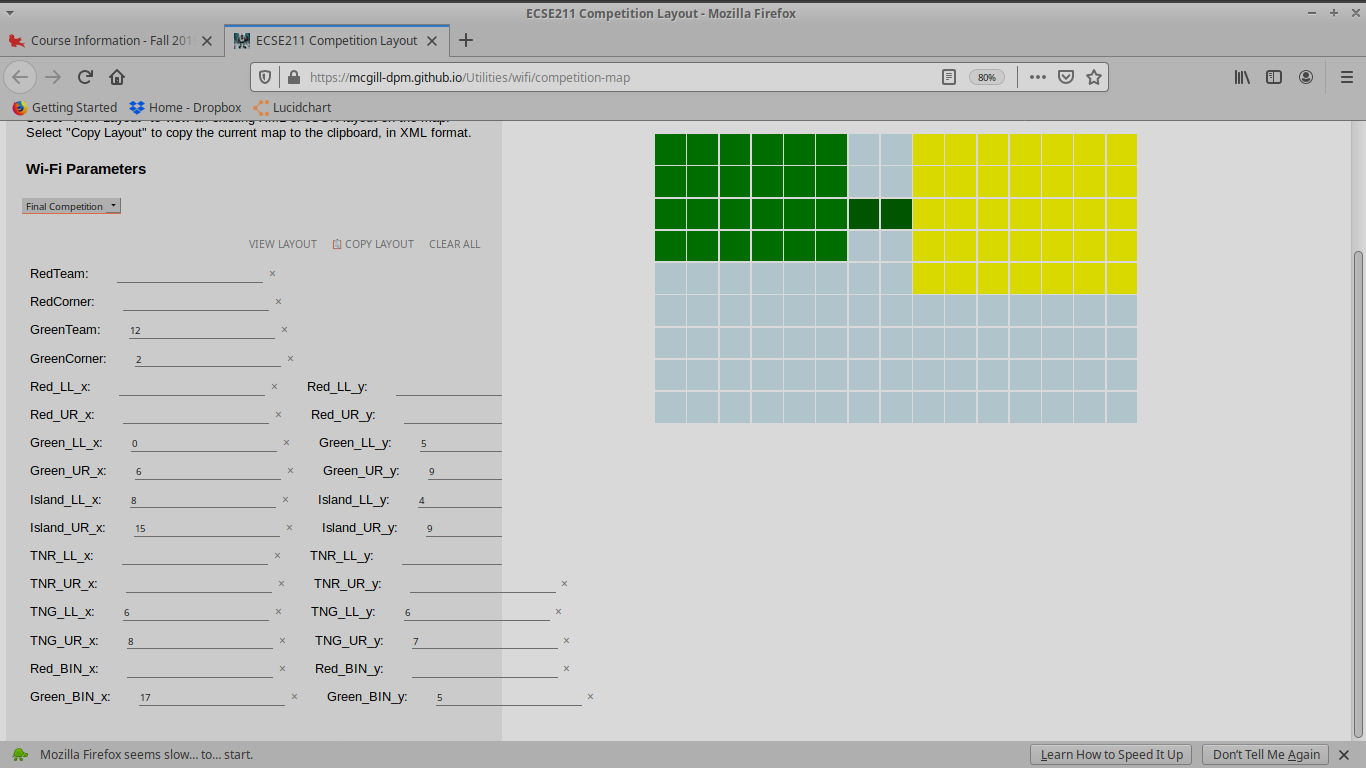 ECSE211 Competition Layout - Mozilla Firefox
Course Information - Fall 201
ECSE211 Competition Layout
https://mcgill-dpm.github.io/Utilities/wifi/competition-map
80%
Getting Started Home - Dropbox Lucidchart
Select "View Layout" to view an existing XML or JSON layout on the map.
Select "Copy Layout" to copy the current map to the clipboard, in XML format.
Wi-Fi Parameters
Final Competition
VIEW LAYOUT COPY LAYOUT CLEAR ALL
RedTeam: ×
RedCorner: ×
GreenTeam: 12 ×
GreenCorner: 2 ×
Red_LL_x: × Red_LL_y:
Red_UR_x: × Red_UR_y:
Green_LL_x: 0 × Green_LL_y: 5
Green_UR_x: 6 × Green_UR_y: 9
Island_LL_x: 8 × Island_LL_y: 4
Island_UR_x: 15 × Island_UR_y: 9
TNR_LL_x: × TNR_LL_y:
TNR_UR_x: × TNR_UR_y: ×
TNG_LL_x: 6 × TNG_LL_y: 6 ×
TNG_UR_x: 8 × TNG_UR_y: 7 ×
Red_BIN_x: × Red_BIN_y: ×
Green_BIN_x: 17 × Green_BIN_y: 5 ×
Mozilla Firefox seems slow... to... start. Learn How to Speed It Up Don't Tell Me Again